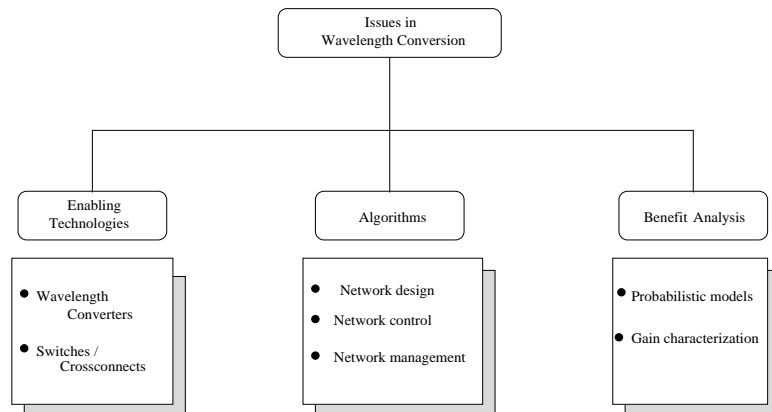 Issues in
Wavelength Conversion
Enabling
Technologies
Algorithms
Benefit Analysis
Wavelength
Converters
Switches /
Crossconnects
Network design
Network control
Network management
Probabilistic models
Gain characterization